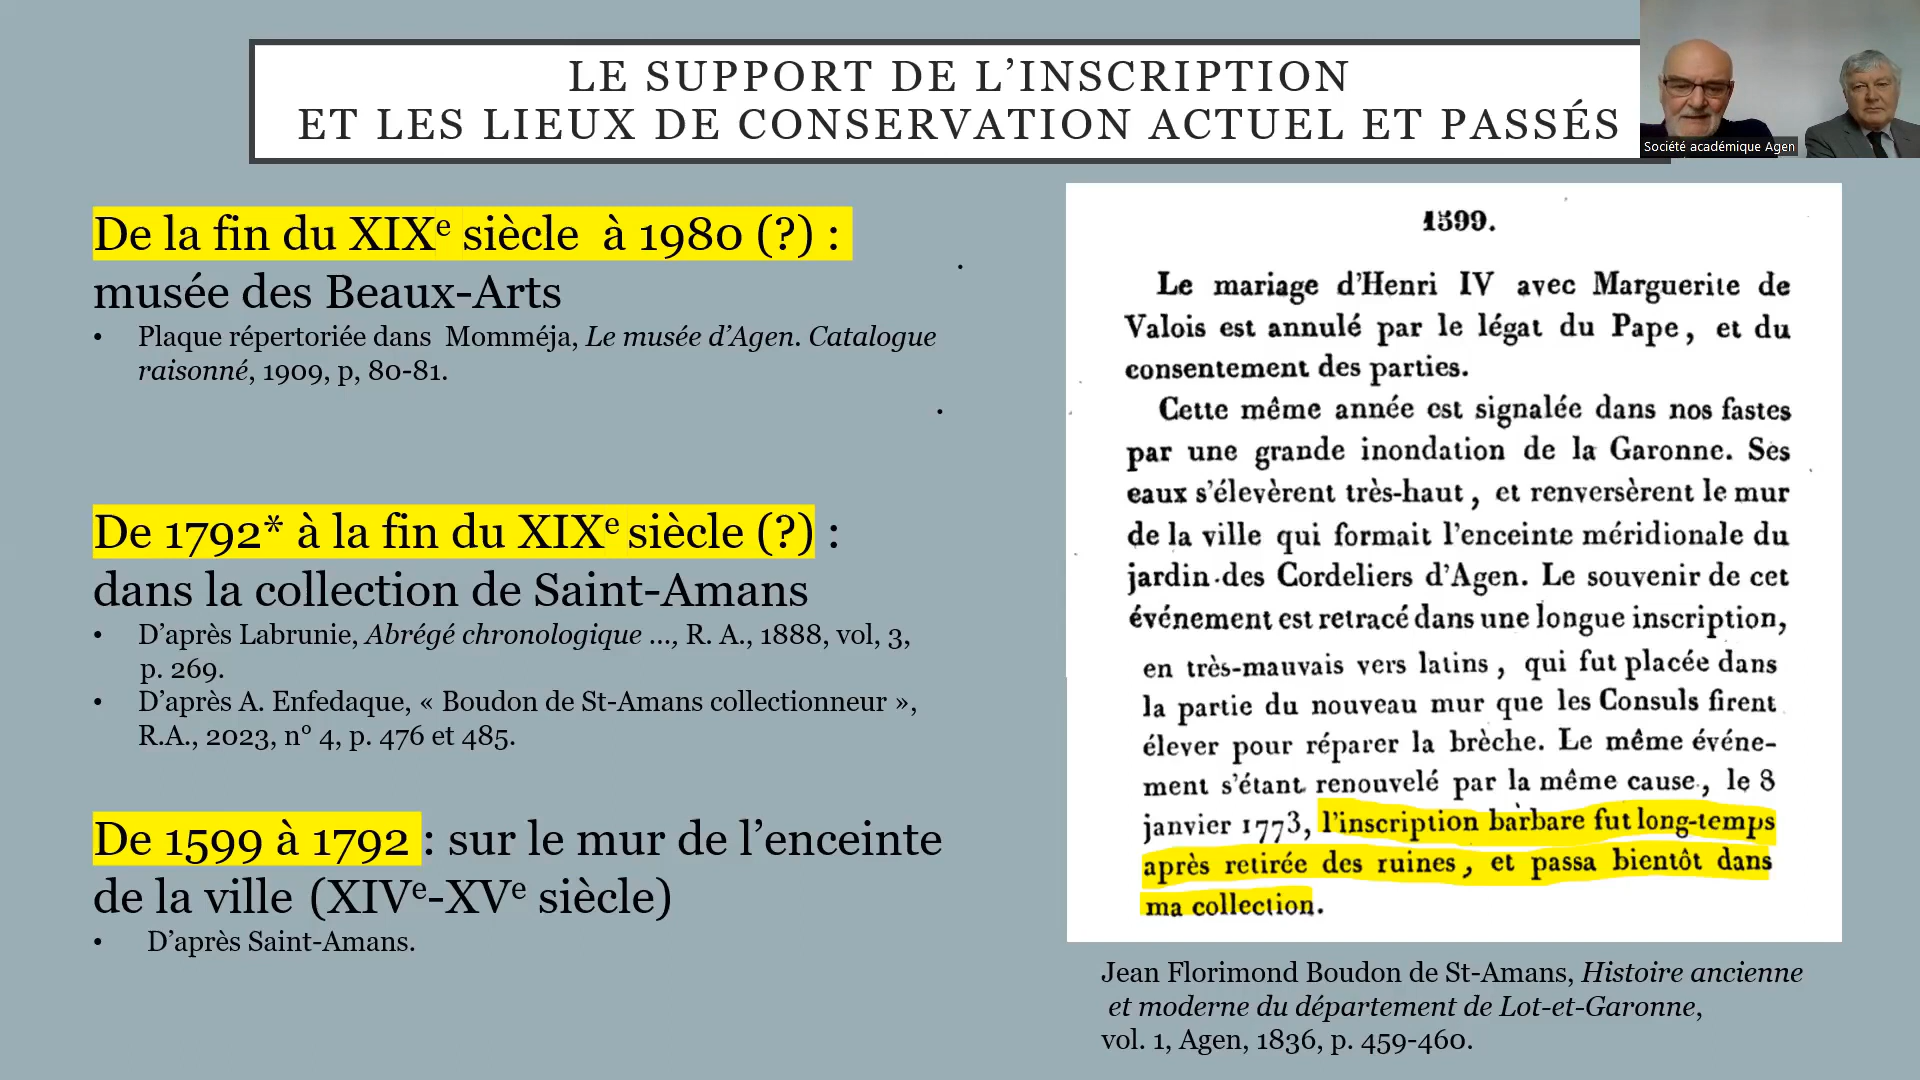 LE SUPPORT DE L’INSCRIPTION
ET LES LIEUX DE CONSERVATION ACTUEL ET PASSÉS
Société académique Agen
De la fin du XIXe siècle à 1980 (?) :
musée des Beaux-Arts
• Plaque répertoriée dans Momméja, Le musée d’Agen. Catalogue
raisonné, 1909, p, 80-81.
De 1792* à la fin du XIXe siècle (?) :
dans la collection de Saint-Amans
• D’après Labrunie, Abrégé chronologique ..., R. A., 1888, vol, 3,
p. 269.
• D’après A. Enfedaque, « Boudon de St-Amans collectionneur »,
R.A., 2023, n° 4, p. 476 et 485.
De 1599 à 1792 : sur le mur de l’enceinte
de la ville (XIVe-XVe siècle)
• D’après Saint-Amans.
1599.
Le mariage d’Henri IV avec Marguerite de
Valois est annulé par le légat du Pape, et du
consentement des parties.
Cette même année est signalée dans nos fastes
par une grande inondation de la Garonne. Ses
eaux s’élevèrent très-haut, et renversèrent le mur
de la ville qui formait l’enceinte méridionale du
jardin des Cordeliers d’Agen. Le souvenir de cet
événement est retracé dans une longue inscription,
en très-mauvais vers latins, qui fut placée dans
la partie du nouveau mur que les Consuls firent
élever pour réparer la brèche. Le même événe-
ment s’étant renouvelé par la même cause, le 8
janvier 1773, l’inscription barbare fut long-temps
après retirée des ruines, et passa bientôt dans
ma collection.
Jean Florimond Boudon de St-Amans, Histoire ancienne
et moderne du département de Lot-et-Garonne,
vol. 1, Agen, 1836, p. 459-460.